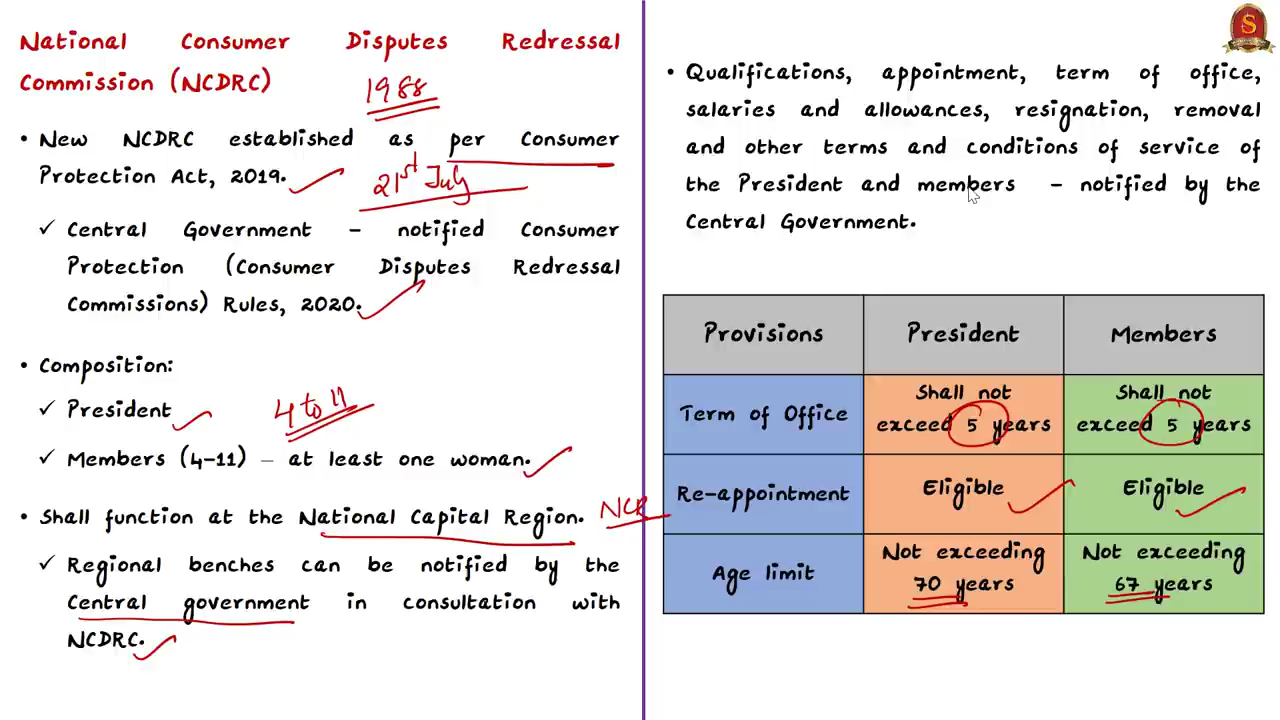 National Consumer Disputes Redressal
Commission (NCDRC)
1988
• New NCDRC established as per Consumer
Protection Act, 2019.
21st July
✓ Central Government – notified Consumer
Protection (Consumer Disputes Redressal
Commissions) Rules, 2020.
• Composition:
✓ President
4 to 11
✓ Members (4-11) – at least one woman.
• Shall function at the National Capital Region.
NCR
✓ Regional benches can be notified by the
Central government in consultation with
NCDRC.
S
• Qualifications, appointment, term of office,
salaries and allowances, resignation, removal
and other terms and conditions of service of
the President and members – notified by the
Central Government.
Provisions President Members
Shall not Shall not
Term of Office exceed 5 years exceed 5 years
Re-appointment Eligible Eligible
Not exceeding Not exceeding
Age limit 70 years 67 years